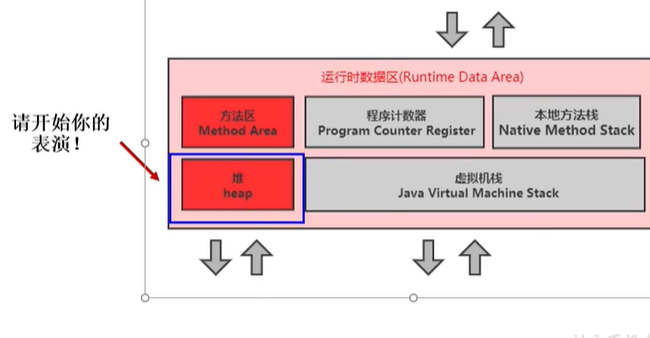 运行时数据区(Runtime Data Area)
请开始你的
表演！
方法区
Method Area
程序计数器
Program Counter Register
本地方法栈
Native Method Stack
堆
heap
虚拟机栈
Java Virtual Machine Stack